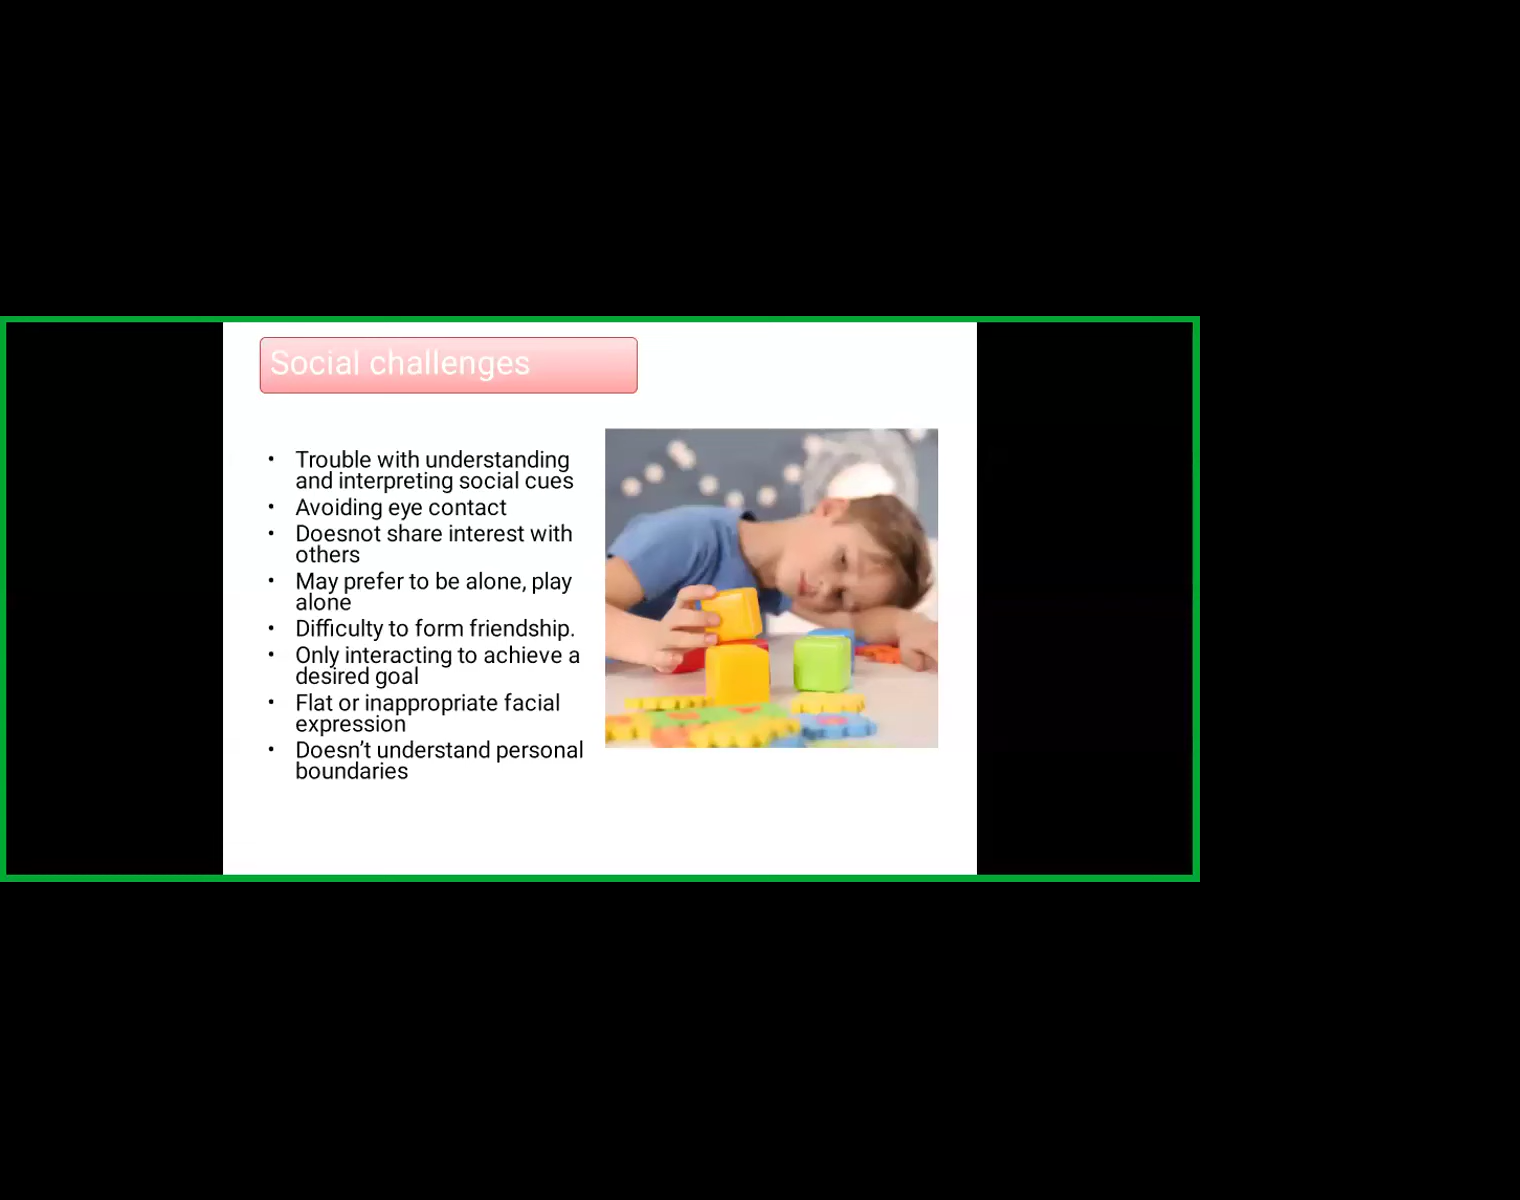 Social challenges
• Trouble with understanding
and interpreting social cues
• Avoiding eye contact
• Doesnot share interest with
others
• May prefer to be alone, play
alone
• Difficulty to form friendship.
• Only interacting to achieve a
desired goal
• Flat or inappropriate facial
expression
• Doesn’t understand personal
boundaries